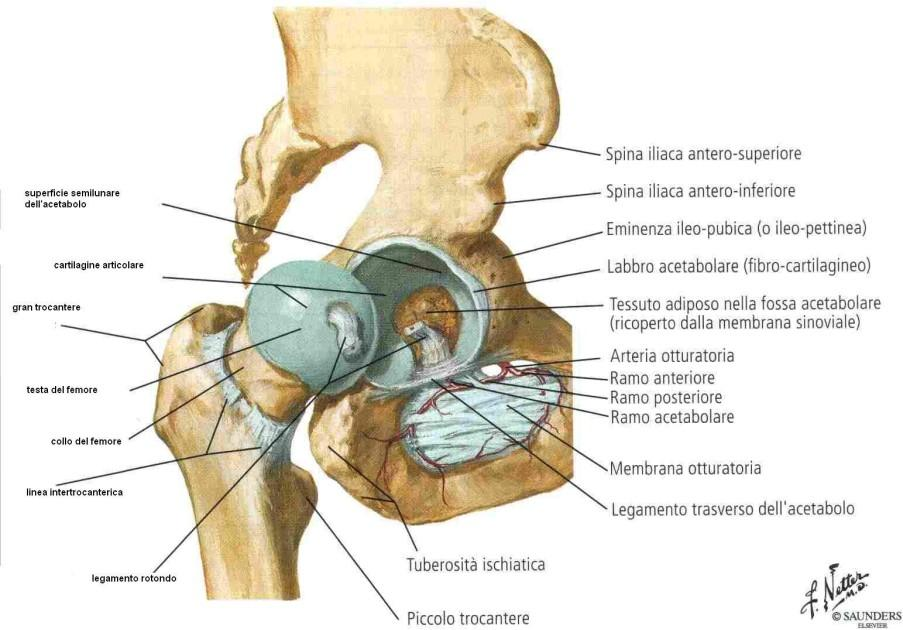 superficie semilunare
dell'acetabolo
cartilagine articolare
gran trocantere
testa del femore
collo del femore
linea intertrocanterica
legamento rotondo
Spina iliaca antero-superiore
Spina iliaca antero-inferiore
Eminenza ileo-pubica (o ileo-pettinea)
Labbro acetabolare (fibro-cartilagineo)
Tessuto adiposo nella fossa acetabolare
(ricoperto dalla membrana sinoviale)
Arteria otturatoria
Ramo anteriore
Ramo posteriore
Ramo acetabolare
Membrana otturatoria
Legamento trasverso dell'acetabolo
Tuberosità ischiatica
Piccolo trocantere
F. Netter
M.D.
© SAUNDERS
ELSEVIER